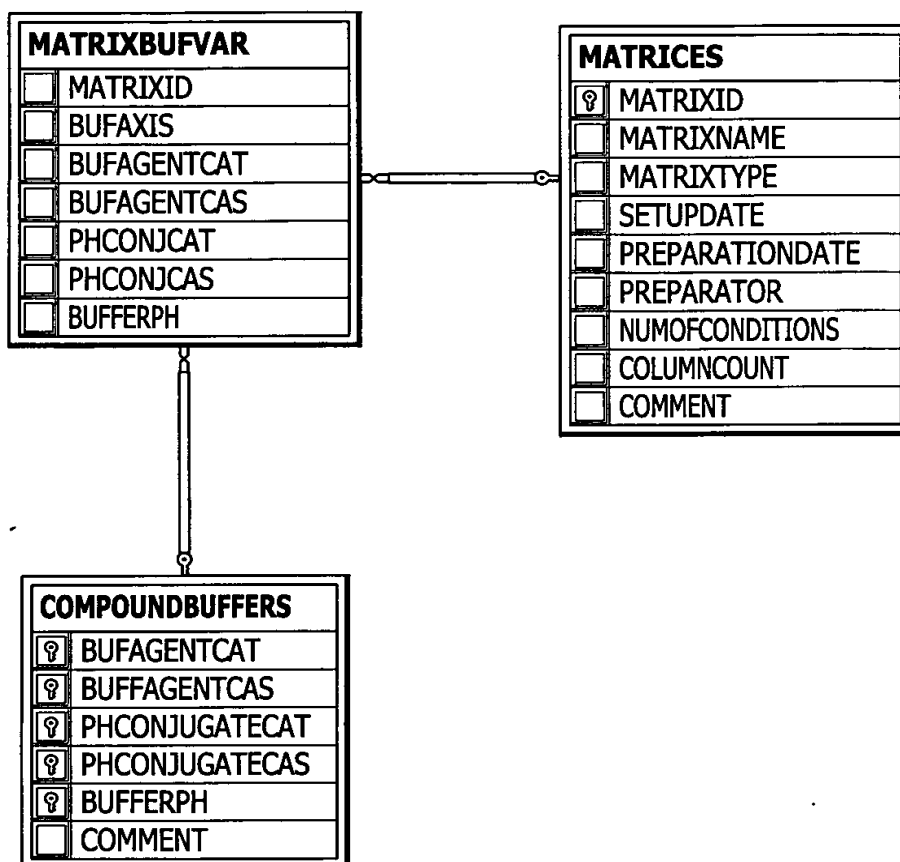 MATRIXBUFVAR
MATRIXID
BUFAXIS
BUFAGENTCAT
BUFAGENTCAS
PHCONJCAT
PHCONJCAS
BUFFERPH
MATRICES
MATRIXID
MATRIXNAME
MATRIXTYPE
SETUPDATE
PREPARATIONDATE
PREPARATOR
NUMOFCONDITIONS
COLUMNCOUNT
COMMENT
COMPOUNDBUFFERS
BUFAGENTCAT
BUFFAGENTCAS
PHCONJUGATECAT
PHCONJUGATECAS
BUFFERPH
COMMENT